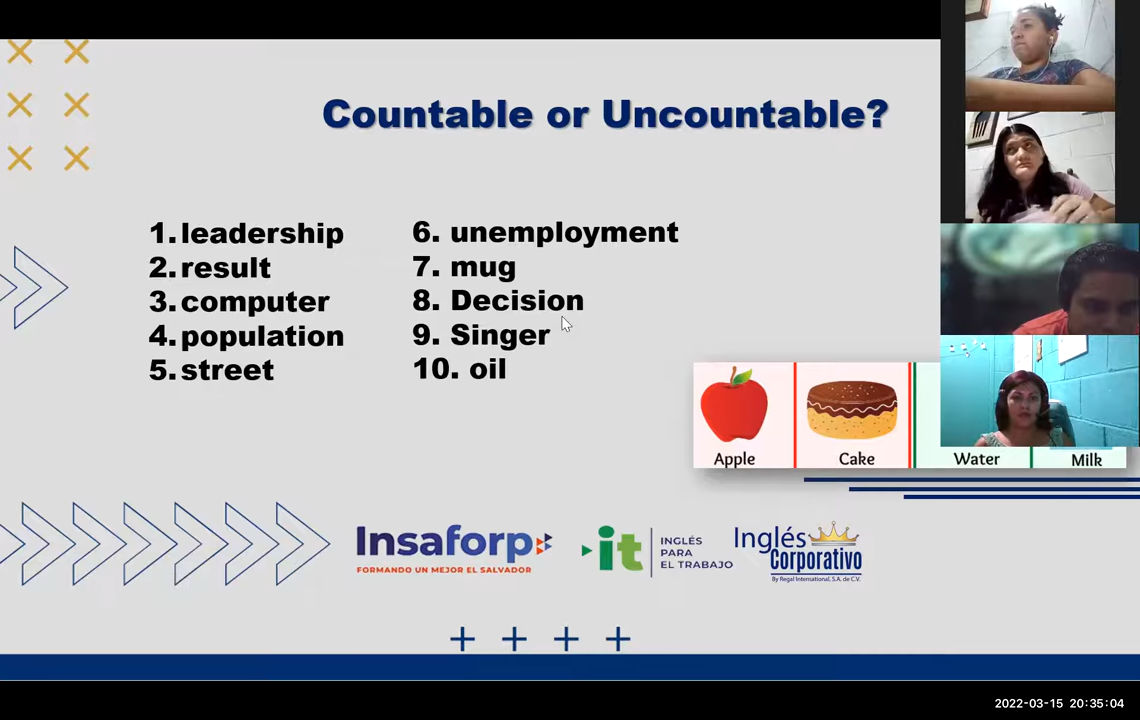 Countable or Uncountable?
1. leadership
2. result
3. computer
4. population
5. street
6. unemployment
7. mug
8. Decision
9. Singer
10. oil
Apple
Cake
Water
Milk
Insaforp
FORMANDO UN MEJOR EL SALVADOR
it
INGLÉS
PARA
EL TRABAJO
Inglés
Corporativo
By Regal International, S.A. de C.V.
2022-03-15 20:35:04